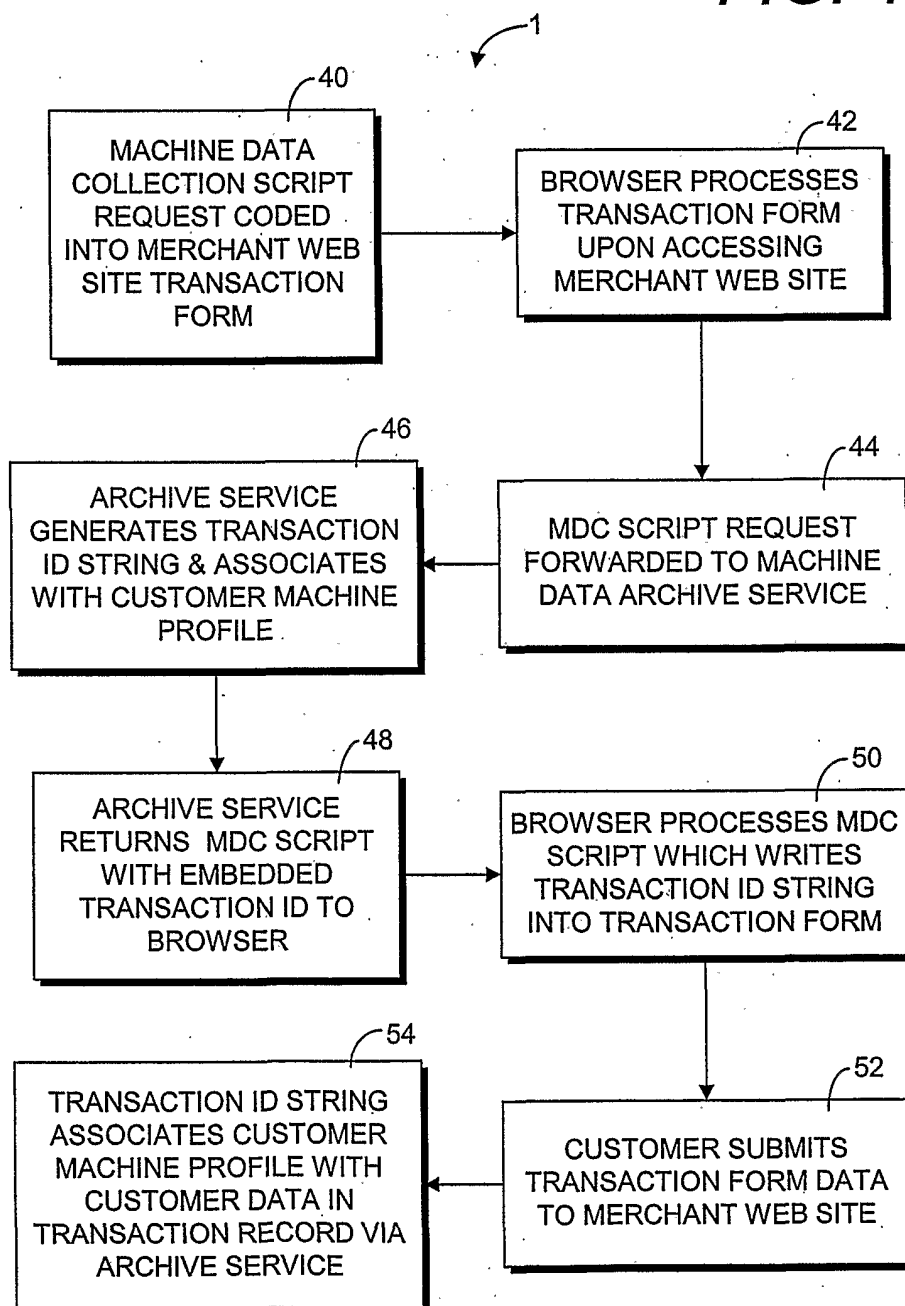 1
40
MACHINE DATA
COLLECTION SCRIPT
REQUEST CODED
INTO MERCHANT WEB
SITE TRANSACTION
FORM
42
BROWSER PROCESSES
TRANSACTION FORM
UPON ACCESSING
MERCHANT WEB SITE
44
MDC SCRIPT REQUEST
FORWARDED TO MACHINE
DATA ARCHIVE SERVICE
46
ARCHIVE SERVICE
GENERATES TRANSACTION
ID STRING & ASSOCIATES
WITH CUSTOMER MACHINE
PROFILE
48
ARCHIVE SERVICE
RETURNS MDC SCRIPT
WITH EMBEDDED
TRANSACTION ID TO
BROWSER
50
BROWSER PROCESSES MDC
SCRIPT WHICH WRITES
TRANSACTION ID STRING
INTO TRANSACTION FORM
52
CUSTOMER SUBMITS
TRANSACTION FORM DATA
TO MERCHANT WEB SITE
54
TRANSACTION ID STRING
ASSOCIATES CUSTOMER
MACHINE PROFILE WITH
CUSTOMER DATA IN
TRANSACTION RECORD VIA
ARCHIVE SERVICE